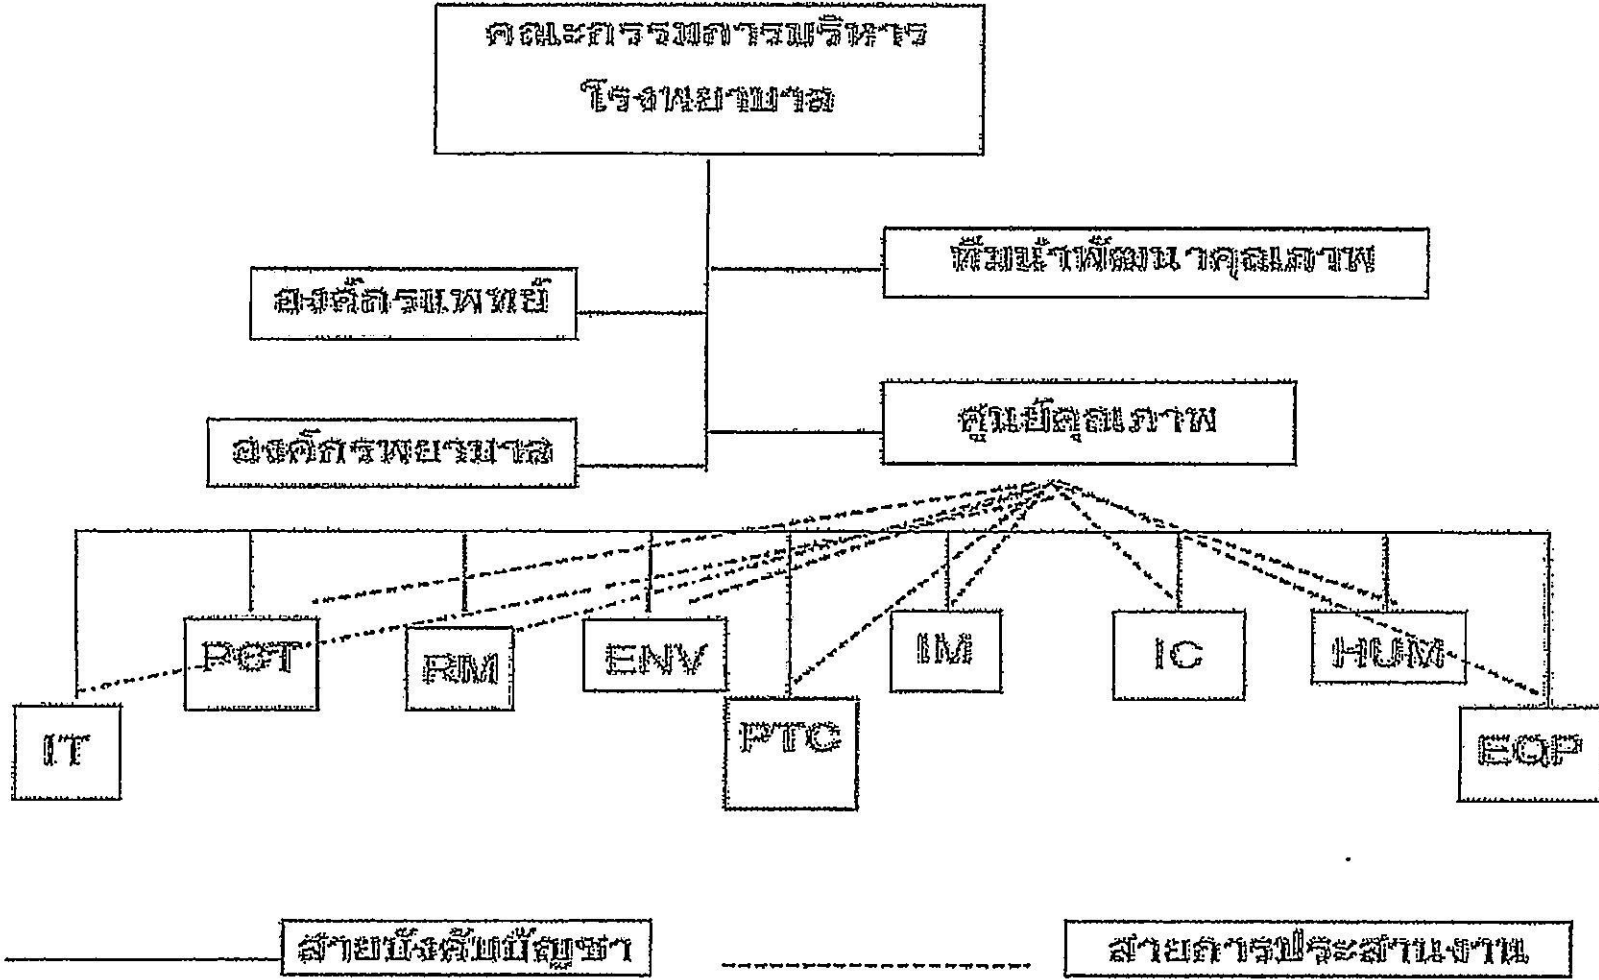 คณะกรรมการบริหาร
โรงพยาบาล
ทีมนำพัฒนาคุณภาพ
องค์กรแพทย์
ศูนย์คุณภาพ
องค์กรพยาบาล
IT
PCT
RM
ENV
PTC
IM
IC
HUM
EQP
สายบังคับบัญชา
สายการประสานงาน